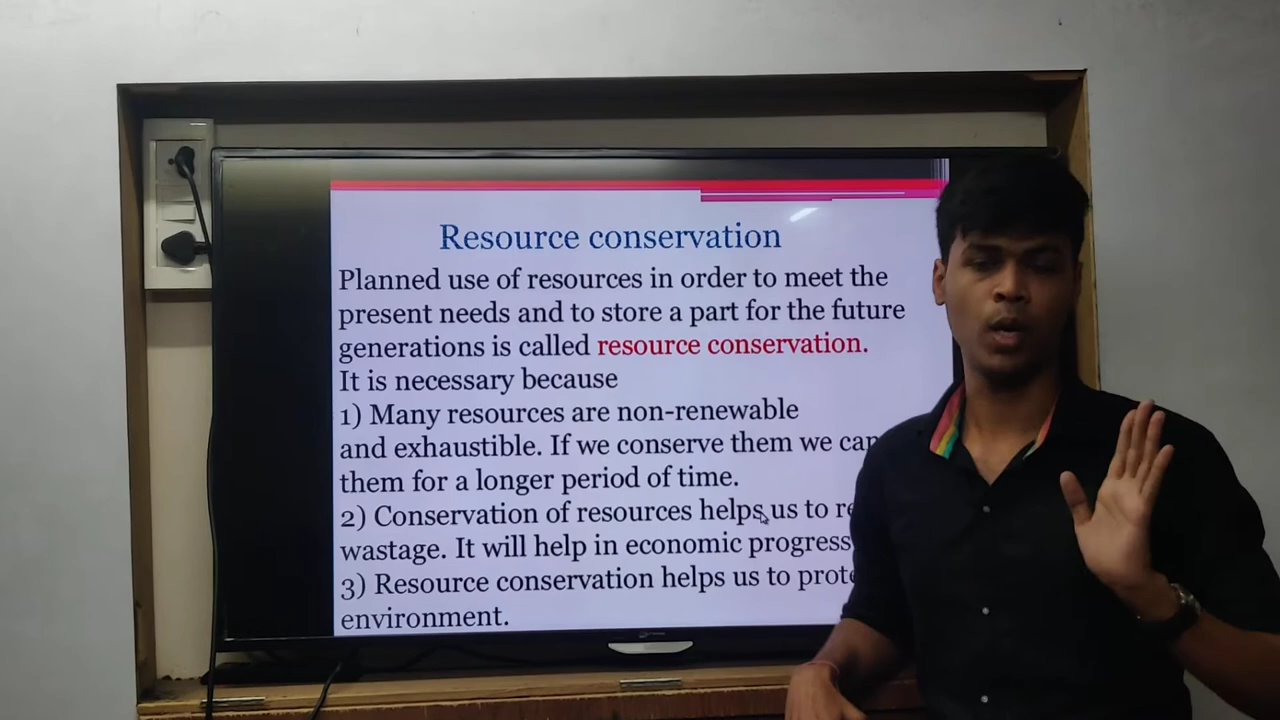 Resource conservation
Planned use of resources in order to meet the
present needs and to store a part for the future
generations is called resource conservation.
It is necessary because
1) Many resources are non-renewable
and exhaustible. If we conserve them we can
them for a longer period of time.
2) Conservation of resources helps us to
wastage. It will help in economic progress
3) Resource conservation helps us to
environment.